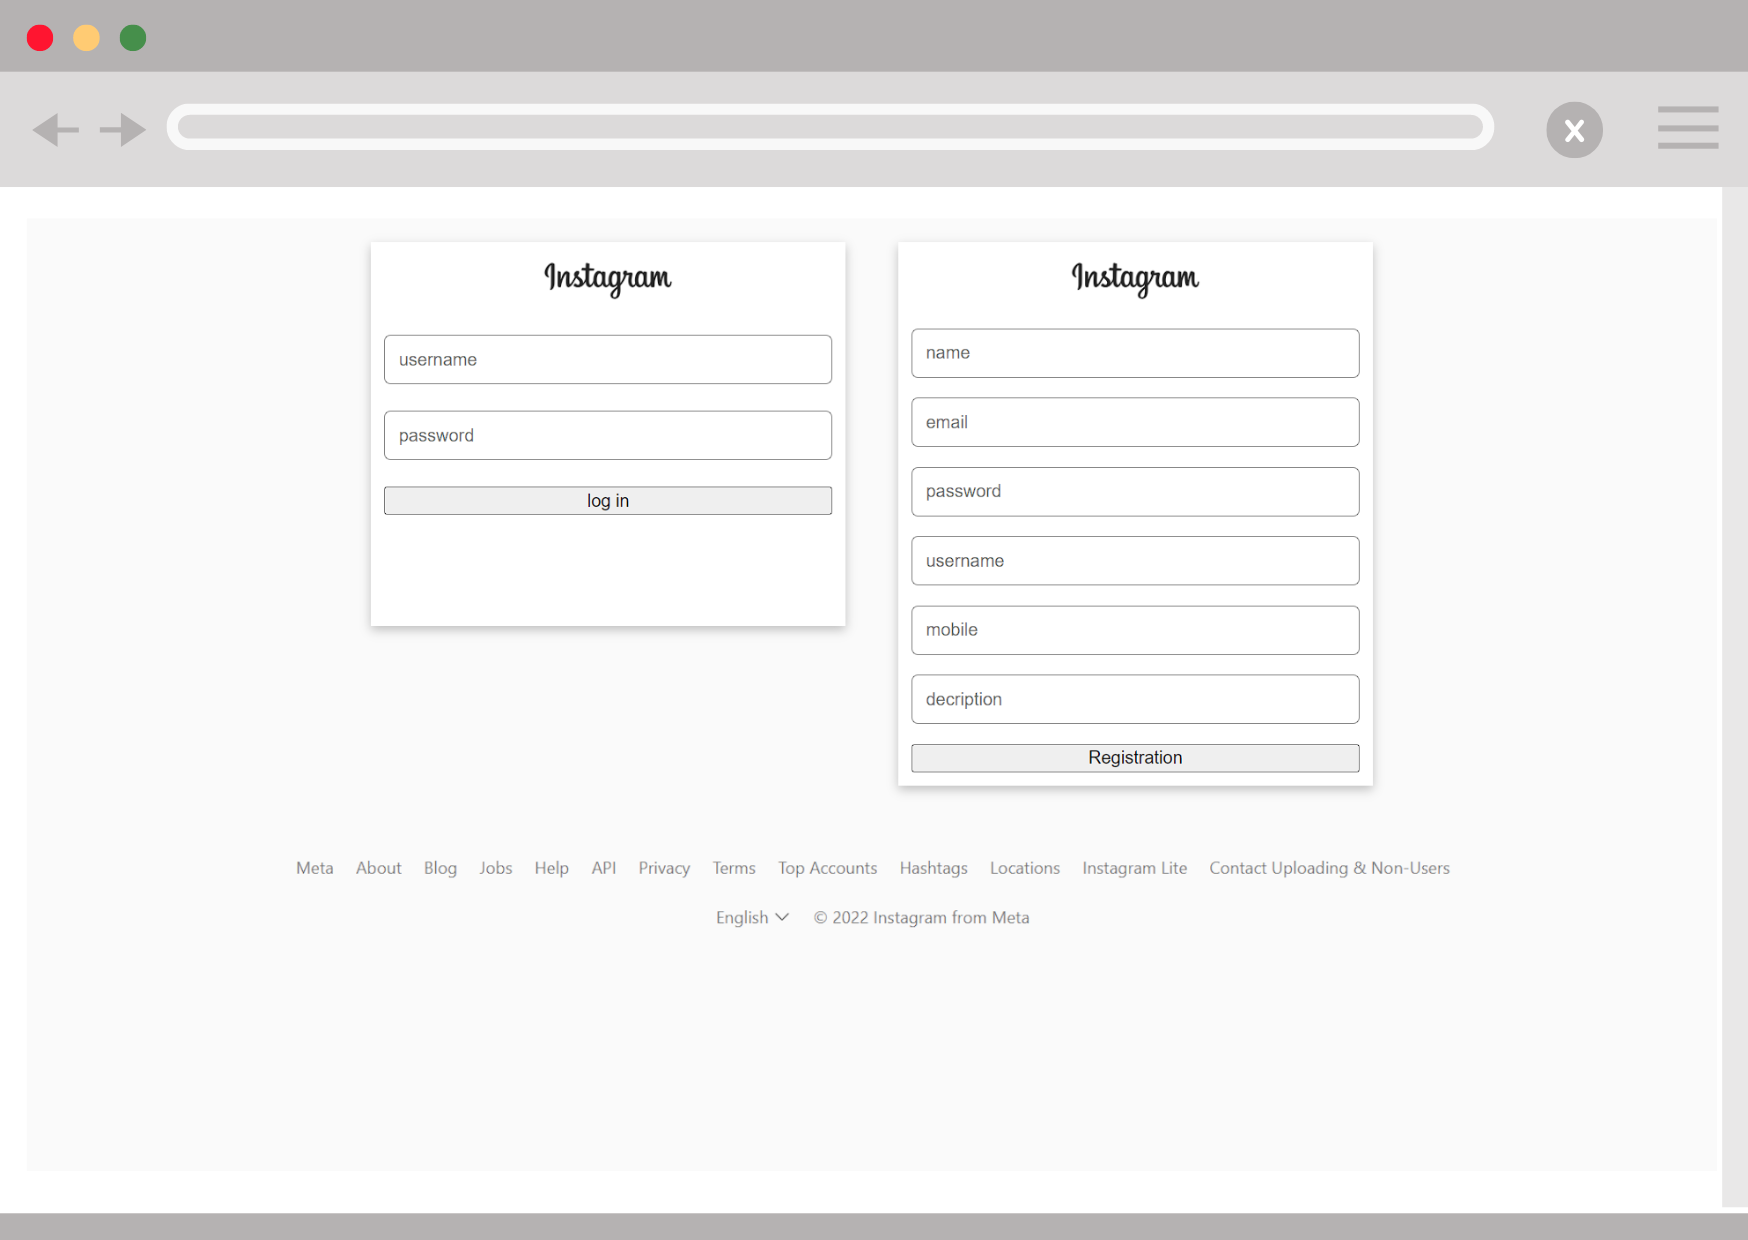 x
Instagram
username
password
log in
Instagram
name
email
password
username
mobile
decription
Registration
Meta About Blog Jobs Help API Privacy Terms Top Accounts Hashtags Locations Instagram Lite Contact Uploading & Non-Users
English © 2022 Instagram from Meta